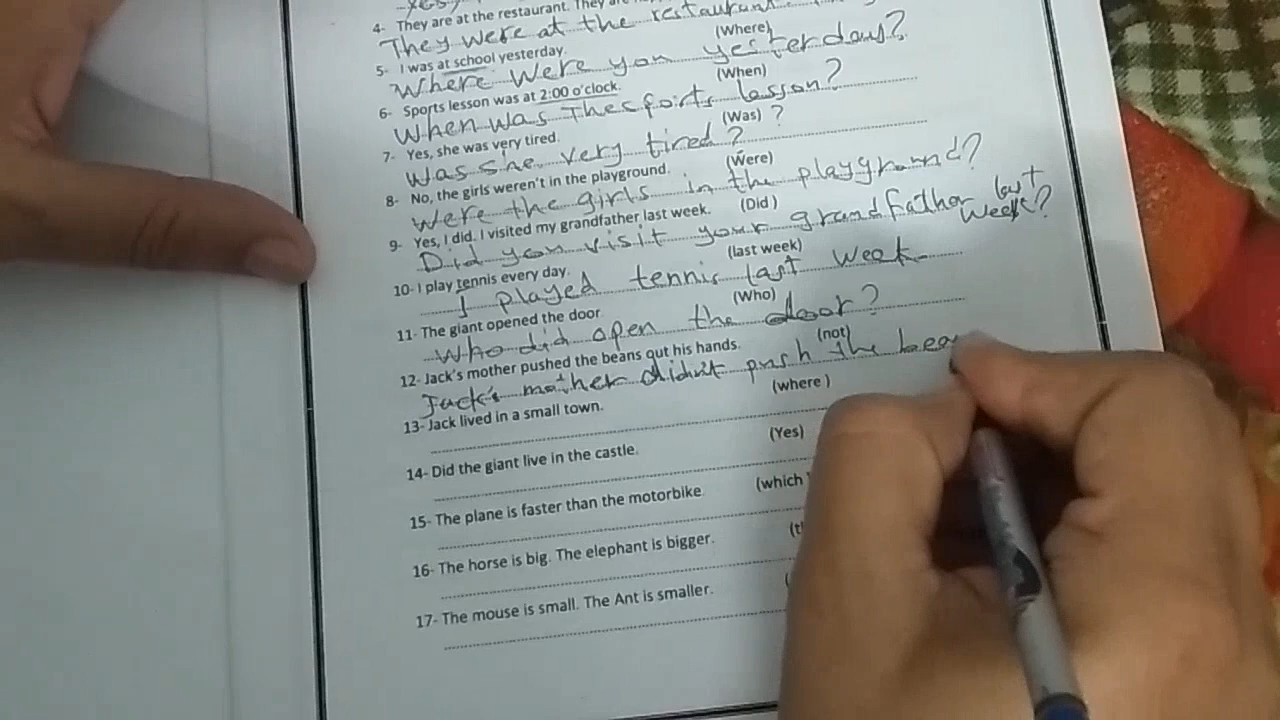 4- They are at the restaurant. They
They were at the restaurant.
5- I was at school yesterday. (Where)
Where were you yesterday?
6- Sports lesson was at 2:00 o'clock. (When)
When was The sports lesson?
7- Yes, she was very tired. (Was) ?
Was she very tired ?
8- No, the girls weren't in the playground. (Were)
Were the girls in the playground?
9- Yes, I did. I visited my grandfather last week. (Did )
Did you visit your grandfather last week?
10- I play tennis every day. (last week)
I played tennis last week.
11- The giant opened the door. (Who)
Who did open the door?
12- Jack's mother pushed the beans out his hands. (not)
Jack's mother didn't push the
13- Jack lived in a small town. (where )
14- Did the giant live in the castle. (Yes)
15- The plane is faster than the motorbike. (which
16- The horse is big. The elephant is bigger.
17- The mouse is small. The Ant is smaller.